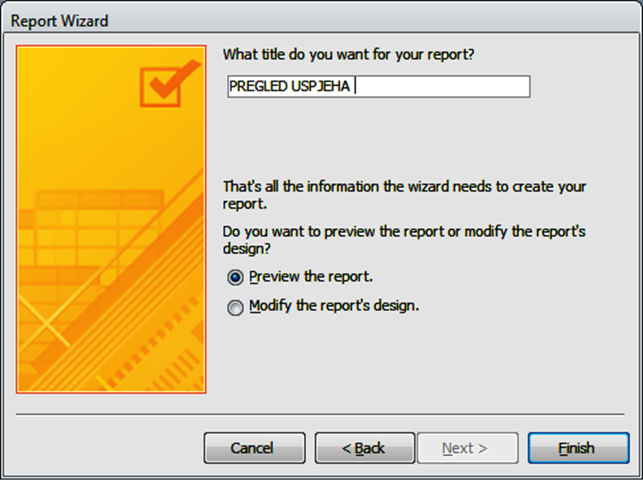 Report Wizard
What title do you want for your report?
PREGLED USPJEHA
That's all the information the wizard needs to create your
report.
Do you want to preview the report or modify the report's
design?
Preview the report.
Modify the report's design.
Cancel
< Back
Next >
Finish